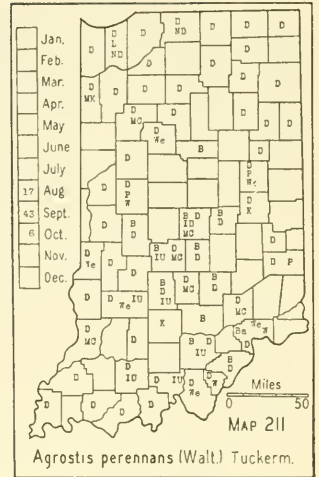 Jan.
Feb.
Mar.
Apr.
May
June
July
17 Aug
43 Sept.
6 Oct.
Nov.
Dec.
D D D D D
L ND
ND
D D
D
D D D
D
MK
D
D D D
D
MC
D
We
B
D
D
P
We
D
D
P
W
D
K
D
B
D
B D
ID B
MC D
D
D
We
D
D
B
IU
D
MC
B
D
D P
D
D
We IU
B
D
IU
D
B
D
D
MC
D
K
B
D
MC
B
IU
Ba We W
D
B
D
D
IU
D IU
D
We
D W
D D D D D
Miles
0 50
MAP 211
Agrostis perennans (Walt.) Tuckerm.